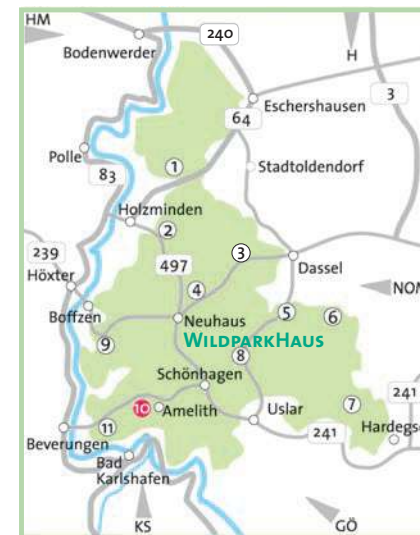 HM
240
Bodenwerder
H
3
64
Eschershausen
Polle
83
1
Stadtoldendorf
Holzminden
2
239
497
3
Dassel
Höxter
4
NOM
Boffzen
5
6
Neuhaus
WILDPARKHAUS
9
8
Schönhagen
7
241
10
Amelith
11
Uslar
241
Hardegse
Beverungen
Bad
Karlshafen
KS
GÖ